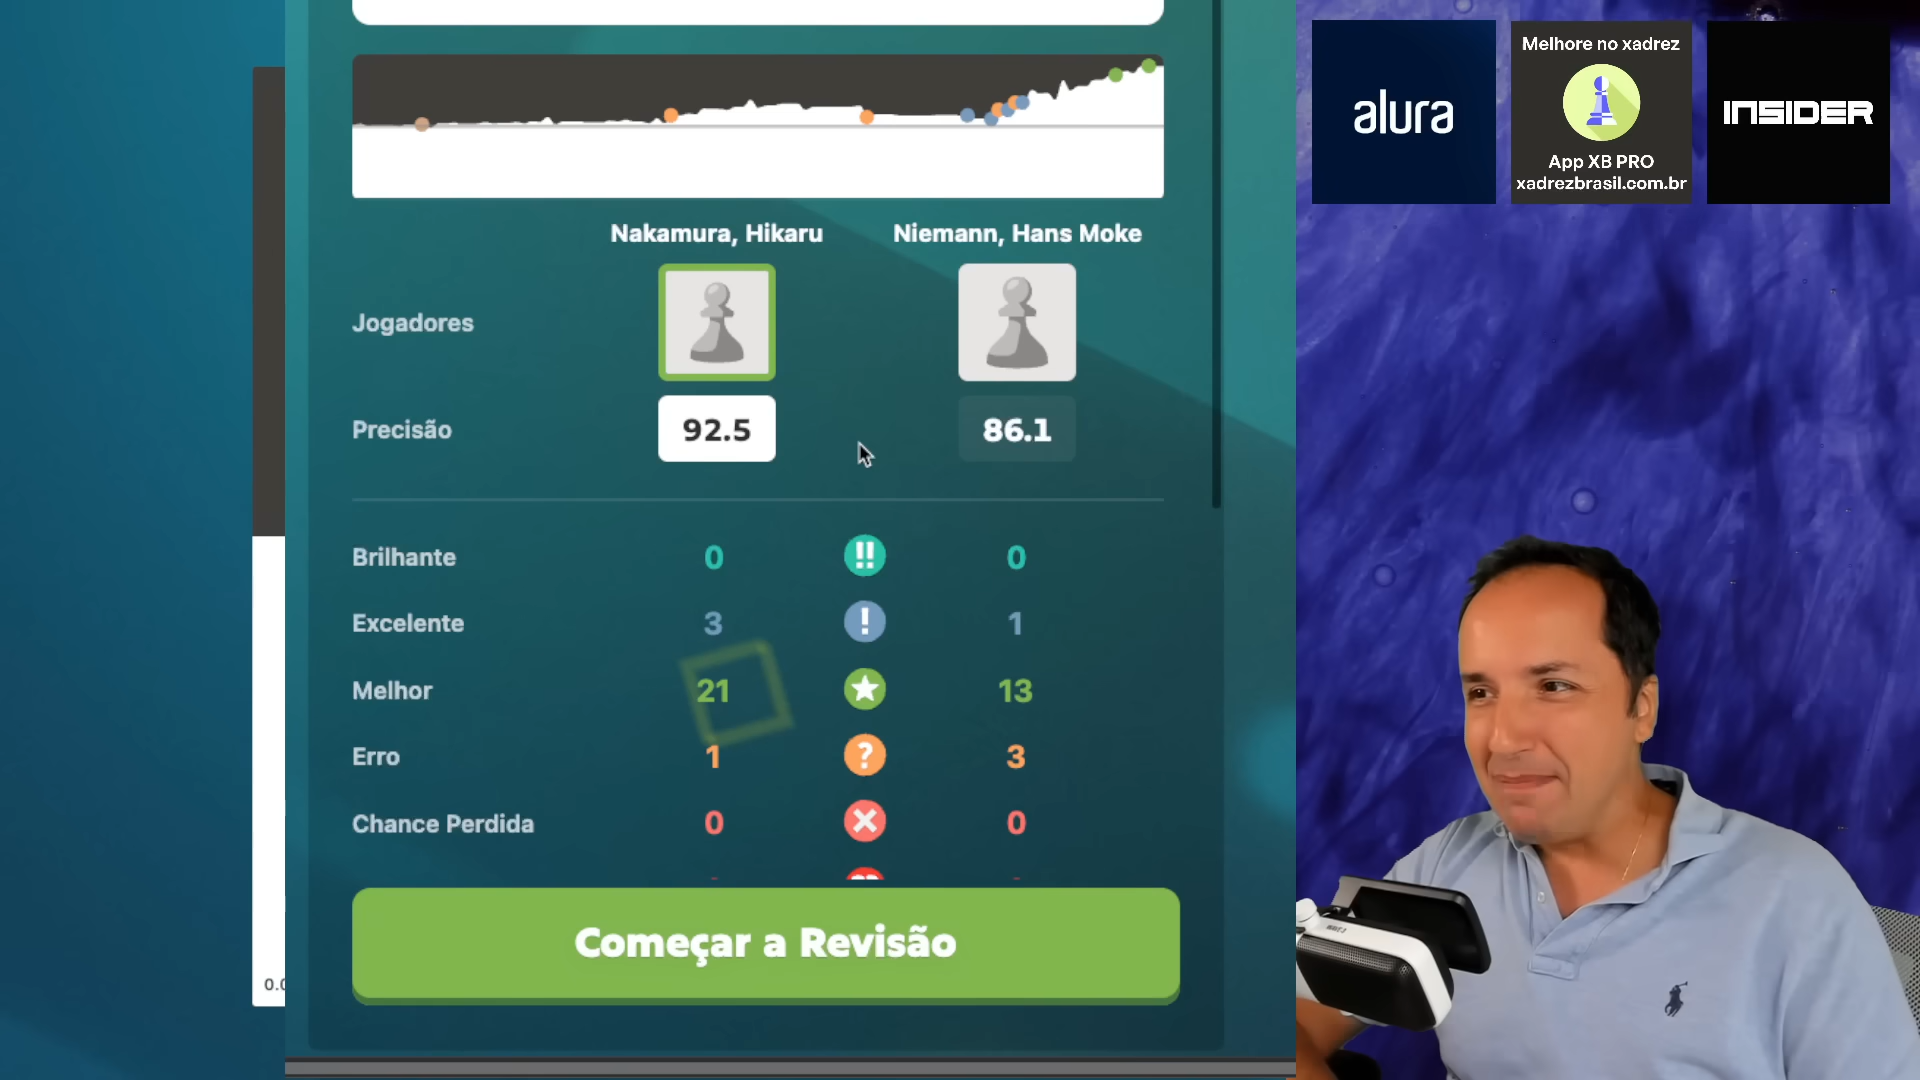 Nakamura, Hikaru
Niemann, Hans Moke
Jogadores
Precisão
92.5
86.1
Brilhante
0
!!
0
Excelente
3
!
1
Melhor
21
13
Erro
1
?
3
Chance Perdida
0
0
Começar a Revisão
alura
Melhore no xadrez
App XB PRO
xadrezbrasil.com.br
INSIDER